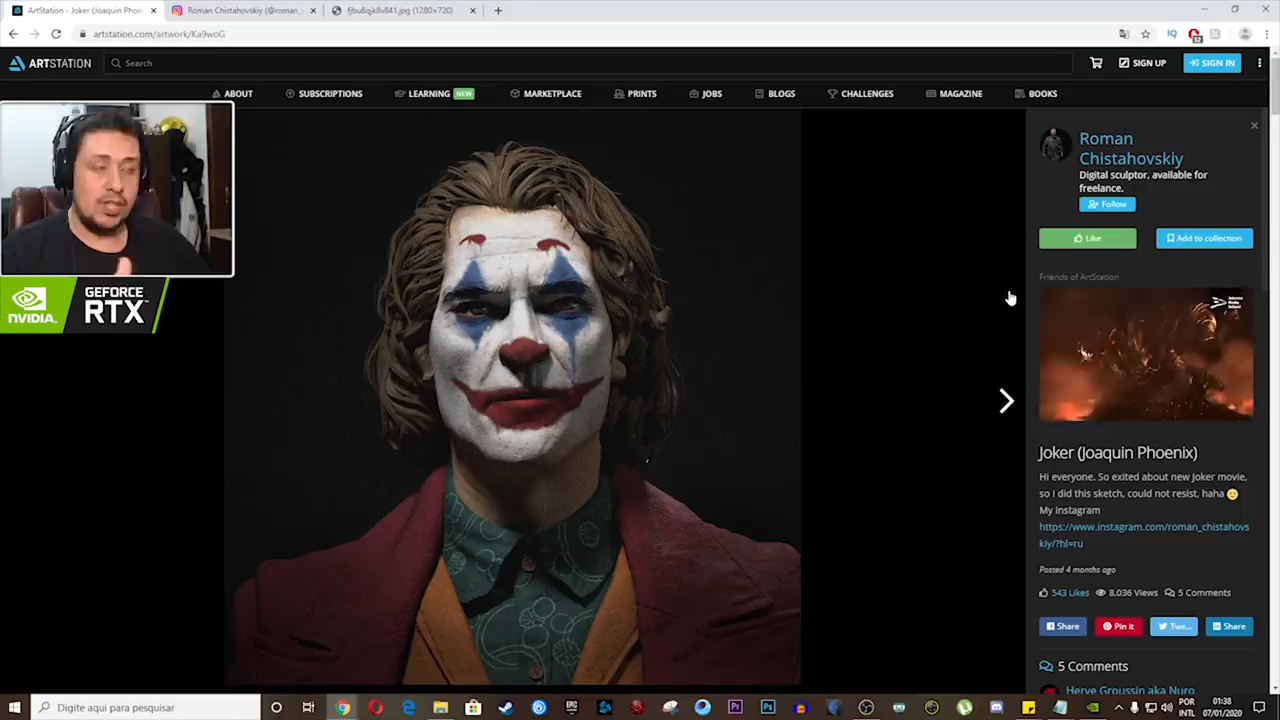 ArtStation - Joker (Joaquin Phoen
Roman Chistahovskiy (@roman_
fjbu8qjk8v841.jpg (1280×720)
artstation.com/artwork/Ka9woG
ARTSTATION
Search
SIGN UP
SIGN IN
ABOUT
SUBSCRIPTIONS
LEARNING NEW
MARKETPLACE
PRINTS
JOBS
BLOGS
CHALLENGES
MAGAZINE
BOOKS
NVIDIA
GEFORCE
RTX
Roman
Chistahovskiy
Digital sculptor, available for
freelance.
Follow
Like
Add to collection
Friends of ArtStation
Joker (Joaquin Phoenix)
Hi everyone. So exited about new Joker movie,
so i did this sketch, could not resist, haha
My instagram
https://www.instagram.com/roman_chistahovs
kiy/?hl=ru
Posted 4 months ago
543 Likes 8,036 Views 5 Comments
Share
Pin it
Twe...
Share
5 Comments
Herve Groussin aka Nuro
Digite aqui para pesquisar
POR
INTL
01:38
07/01/2020